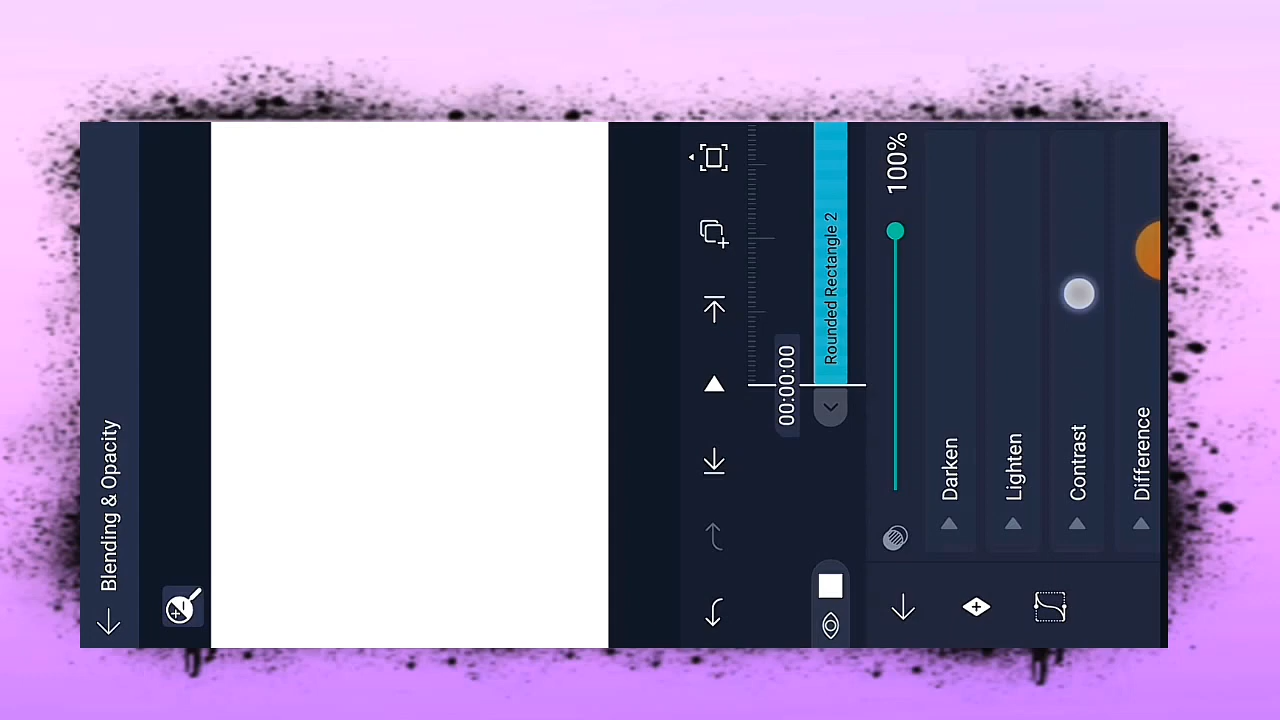 Blending & Opacity
00:00:00
Rounded Rectangle 2
100%
Darken
Lighten
Contrast
Difference